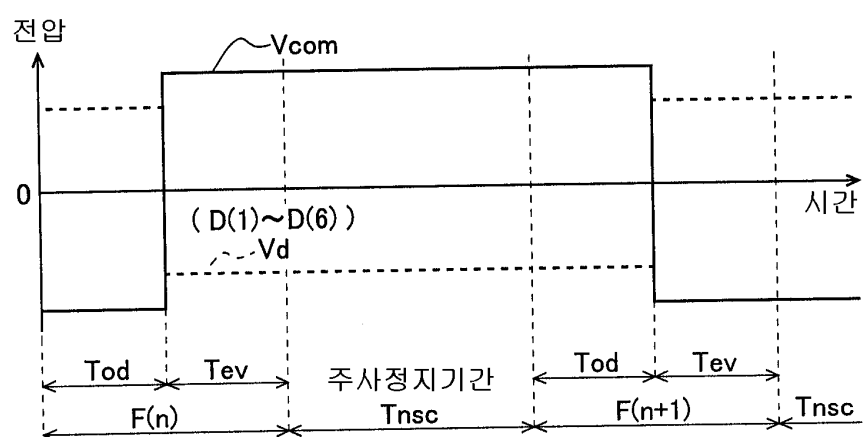 전압
Vcom
0
시간
( D(1)～D(6) )
Vd
Tod Tev 주사정지기간 Tod Tev
F(n) Tnsc F(n+1) Tnsc